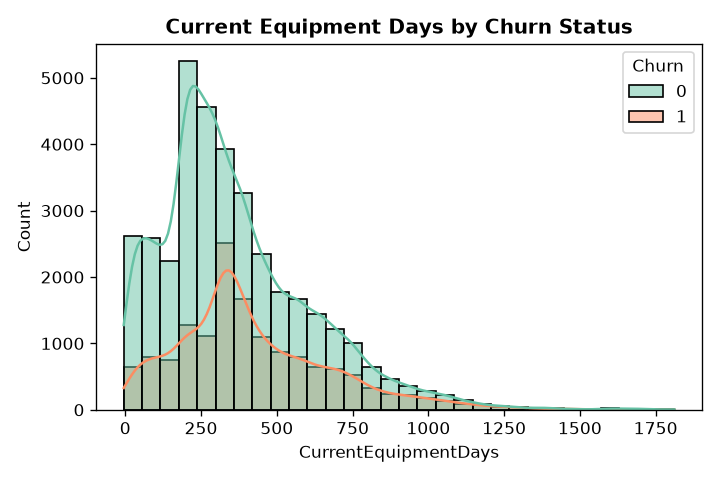 Current Equipment Days by Churn Status
Churn
0
1
5000
4000
3000
2000
1000
0
Count
0 250 500 750 1000 1250 1500 1750
CurrentEquipmentDays